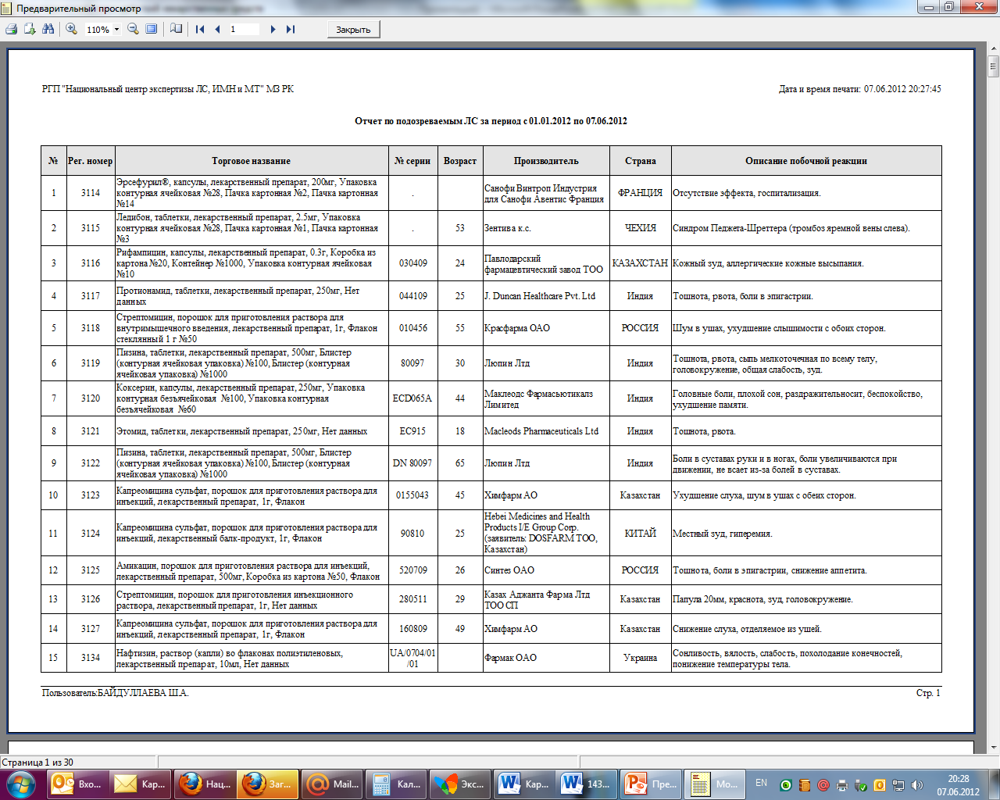 Предварительный просмотр
110%
1
Закрыть
РГП "Национальный центр экспертизы ЛС, ИМН и МТ" МЗ РК
Дата и время печати: 07.06.2012 20:27:45
Отчет по подозреваемым ЛС за период с 01.01.2012 по 07.06.2012
№ Рег. номер Торговое название № серии Возраст Производитель Страна Описание побочной реакции
1 3114 Эрсефурил®, капсулы, лекарственный препарат, 200мг, Упаковка
контурная ячейковая №28, Пачка картонная №2, Пачка картонная
№14
. Санофи Винтроп Индустрия
для Санофи Авентис Франция
ФРАНЦИЯ Отсутствие эффекта, госпитализация.
2 3115 Ледибон, таблетки, лекарственный препарат, 2.5мг, Упаковка
контурная ячейковая №28, Пачка картонная №1, Пачка картонная
№3
. 53 Зентива к.с. ЧЕХИЯ Синдром Педжета-Шреттера (тромбоз яремной вены слева).
3 3116 Рифампицин, капсулы, лекарственный препарат, 0.3г, Коробка из
картона №20, Контейнер №1000, Упаковка контурная ячейковая
№10
030409 24 Павлодарский
фармацевтический завод ТОО
КАЗАХСТАН Кожный зуд, аллергические кожные высыпания.
4 3117 Протионамид, таблетки, лекарственный препарат, 250мг, Нет
данных
044109 25 J. Duncan Healthcare Pvt. Ltd Индия Тошнота, рвота, боли в эпигастрии.
5 3118 Стрептомицин, порошок для приготовления раствора для
внутримышечного введения, лекарственный препарат, 1г, Флакон
стеклянный 1 г №50
010456 55 Красфарма ОАО РОССИЯ Шум в ушах, ухудшение слышимости с обоих сторон.
6 3119 Пизина, таблетки, лекарственный препарат, 500мг, Блистер
(контурная ячейковая упаковка) №100, Блистер (контурная
ячейковая упаковка) №1000
80097 30 Люпин Лтд Индия Тошнота, рвота, сыпь мелкоточечная по всему телу,
головокружение, общая слабость, зуд.
7 3120 Коксерин, капсулы, лекарственный препарат, 250мг, Упаковка
контурная безъячейковая №100, Упаковка контурная
безъячейковая №60
ECD065A 44 Маклеодс Фармасьютикалз
Лимитед
Индия Головные боли, плохой сон, раздражительносит, беспокойство,
ухудшение памяти.
8 3121 Этомид, таблетки, лекарственный препарат, 250мг, Нет данных EC915 18 Macleods Pharmaceuticals Ltd Индия Тошнота, рвота.
9 3122 Пизина, таблетки, лекарственный препарат, 500мг, Блистер
(контурная ячейковая упаковка) №100, Блистер (контурная
ячейковая упаковка) №1000
DN 80097 65 Люпин Лтд Индия Боли в суставах руки и в ногах, боли увеличиваются при
движении, не всает из-за болей в суставах.
10 3123 Капреомицина сульфат, порошок для приготовления раствора для
инъекций, лекарственный препарат, 1г, Флакон
0155043 45 Химфарм АО Казахстан Ухудшение слуха, шум в ушах с обеих сторон.
11 3124 Капреомицина сульфат, порошок для приготовления раствора для
инъекций, лекарственный балк-продукт, 1г, Флакон
90810 25 Hebei Medicines and Health
Products I/E Group Corp.
(заявитель: DOSFARM ТОО,
Казахстан)
КИТАЙ Местный зуд, гиперемия.
12 3125 Амикацин, порошок для приготовления раствора для инъекций,
лекарственный препарат, 500мг, Коробка из картона №50, Флакон
520709 26 Синтез ОАО РОССИЯ Тошнота, боли в эпигастрии, снижение аппетита.
13 3126 Стрептомицин, порошок для приготовления инъекционного
раствора, лекарственный препарат, 1г, Нет данных
280511 29 Казах Аджанта Фарма Лтд
ТОО СП
Казахстан Папула 20мм, краснота, зуд, головокружение.
14 3127 Капреомицина сульфат, порошок для приготовления раствора для
инъекций, лекарственный препарат, 1г, Флакон
160809 49 Химфарм АО Казахстан Снижение слуха, отделяемое из ушей.
15 3134 Нафтизин, раствор (капли) во флаконах полиэтиленовых,
лекарственный препарат, 10мл, Нет данных
UA/0704/01
/01
Фармак ОАО Украина Сонливость, вялость, слабость, похолодание конечностей,
понижение температуры тела.
Пользователь:БАЙДУЛЛАЕВА Ш.А.
Стр. 1
Страница 1 из 30
Вхо... Кар... Нац... Заг... Mail... Кал... Экс... Кар... 143... Пре... Мо... EN
20:28
07.06.2012